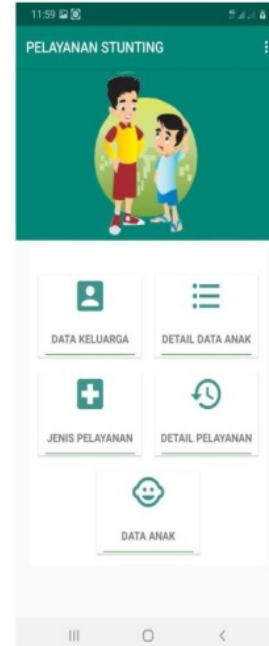 11:59
PELAYANAN STUNTING
DATA KELUARGA
DETAIL DATA ANAK
JENIS PELAYANAN
DETAIL PELAYANAN
DATA ANAK